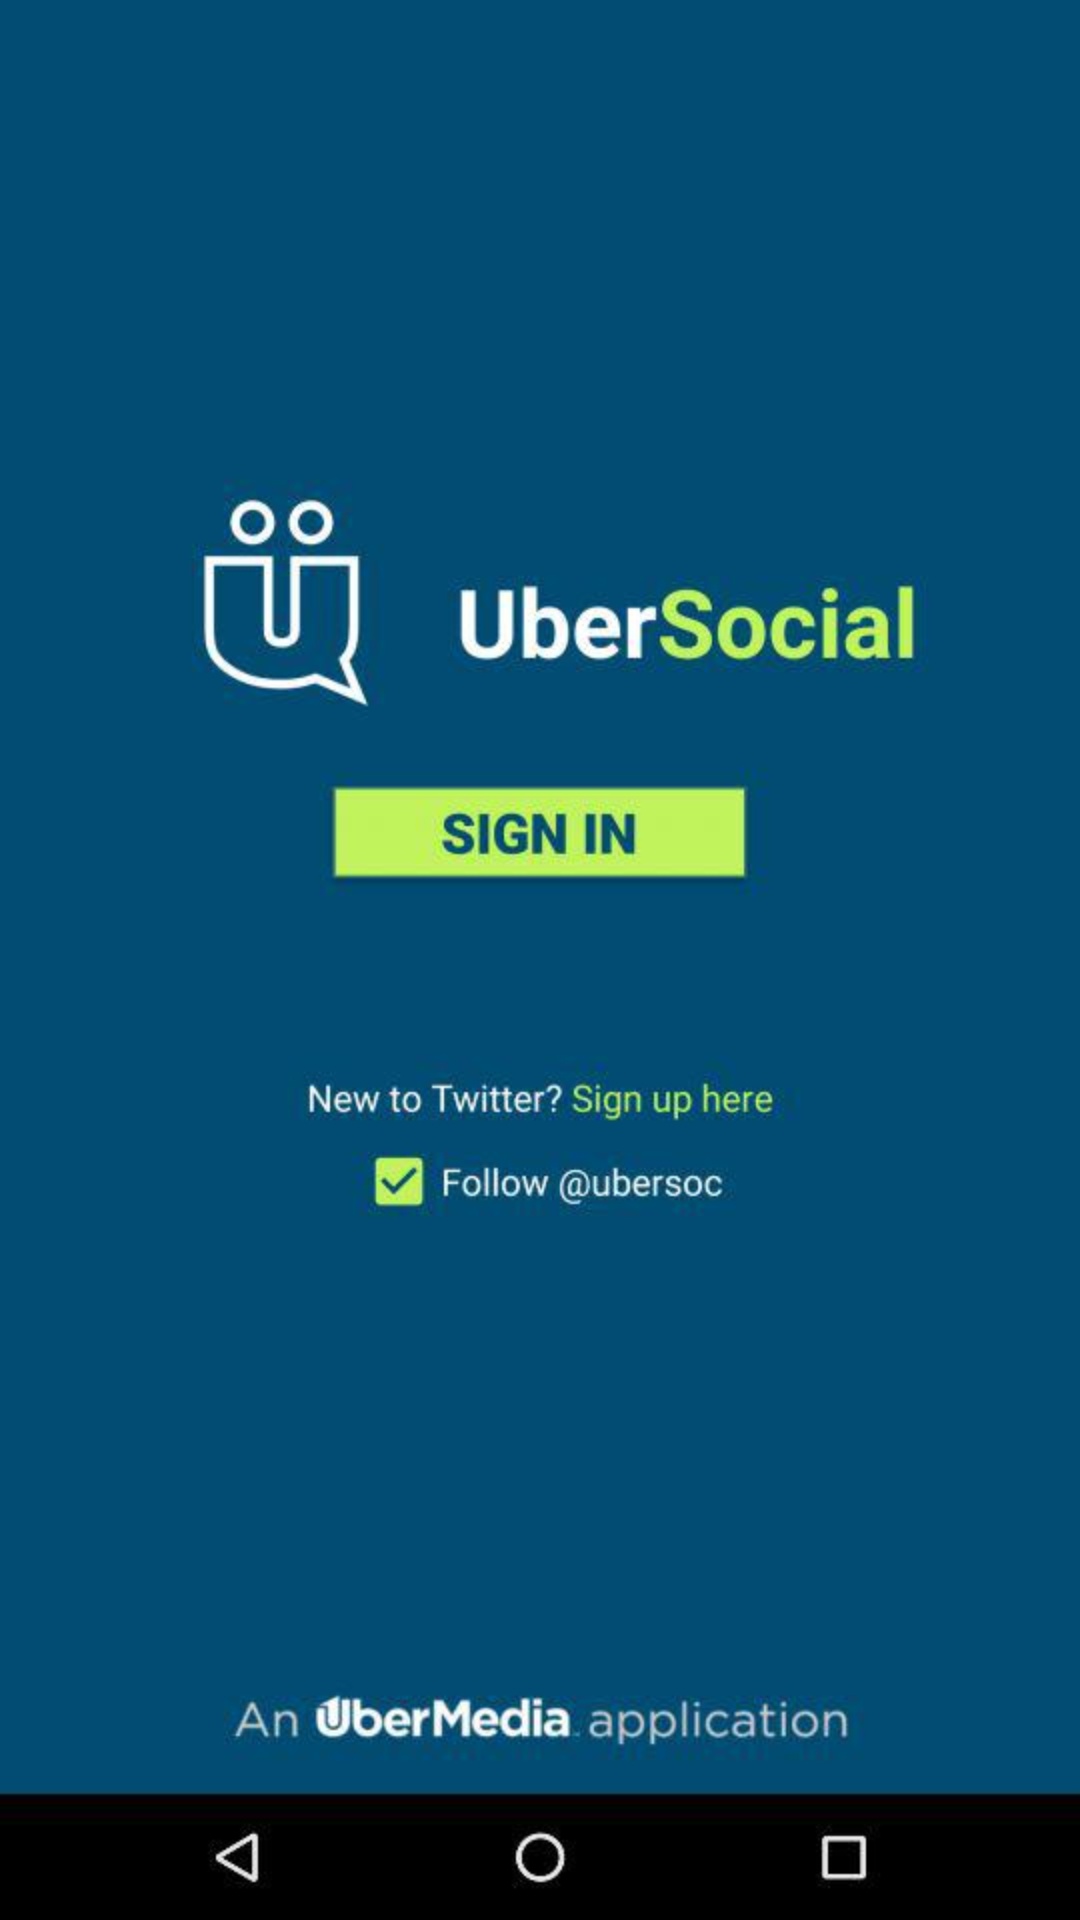 UberSocial
SIGN IN
New to Twitter? Sign up here
Follow @ubersoc
An UberMedia application